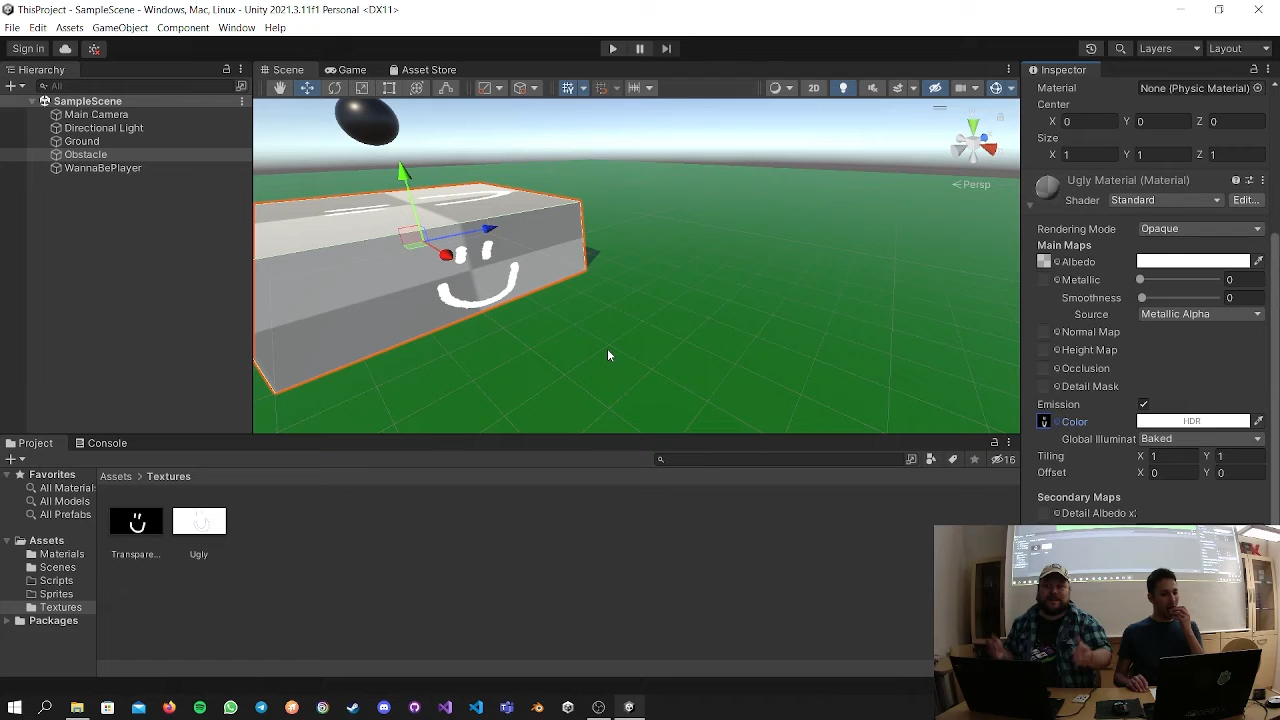 ThisProject - SampleScene - Windows, Mac, Linux - Unity 2021.3.11f1 Personal <DX11>
File Edit Assets GameObject Component Window Help
Sign in Layers Layout
Hierarchy Scene Game Asset Store Inspector
All 2D
SampleScene
Main Camera
Directional Light
Ground
Obstacle
WannaBePlayer
Persp
Material None (Physic Material)
Center
X 0 Y 0 Z 0
Size
X 1 Y 1 Z 1
Ugly Material (Material)
Shader Standard Edit...
Rendering Mode Opaque
Main Maps
Albedo
Metallic 0
Smoothness 0
Source Metallic Alpha
Normal Map
Height Map
Occlusion
Detail Mask
Emission
Color HDR
Global Illuminat Baked
Tiling X 1 Y 1
Offset X 0 Y 0
Secondary Maps
Detail Albedo x
Project Console
16
Favorites
All Material
All Models
All Prefabs
Assets
Materials
Scenes
Scripts
Sprites
Textures
Packages
Assets > Textures
Transpare... Ugly